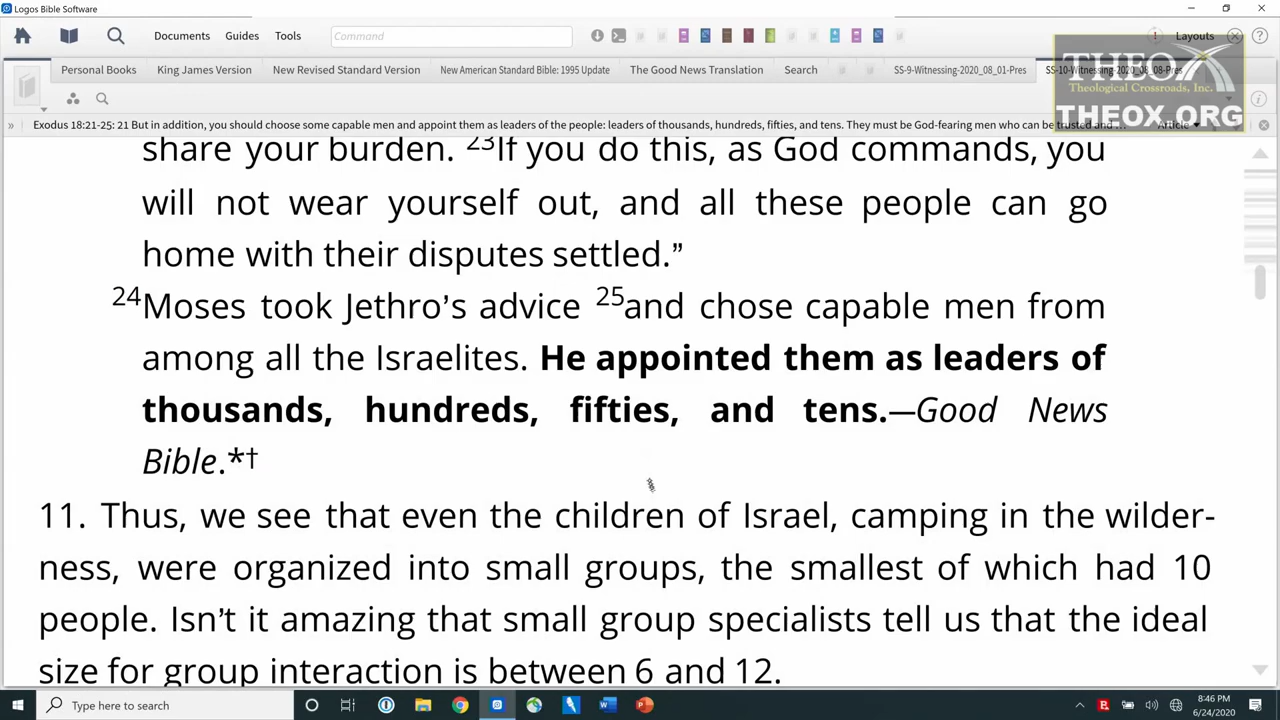 Logos Bible Software
Documents Guides Tools Command Layouts
Personal Books King James Version New Revised Stan can Standard Bible: 1995 Update The Good News Translation Search SS-9-Witnessing-2020_08_01-Pres SS-10-Witnessing-2020_08_08-Pres
THEOX
Theological Crossroads, Inc.
THEOX.ORG
» Exodus 18:21-25: 21 But in addition, you should choose some capable men and appoint them as leaders of the people: leaders of thousands, hundreds, fifties, and tens. They must be God-fearing men who can be trusted and ... Article
share your burden. 23If you do this, as God commands, you
will not wear yourself out, and all these people can go
home with their disputes settled.”
24Moses took Jethro’s advice 25and chose capable men from
among all the Israelites. He appointed them as leaders of
thousands, hundreds, fifties, and tens.—Good News
Bible.*†
11. Thus, we see that even the children of Israel, camping in the wilder-
ness, were organized into small groups, the smallest of which had 10
people. Isn’t it amazing that small group specialists tell us that the ideal
size for group interaction is between 6 and 12.
Type here to search
8:46 PM
6/24/2020